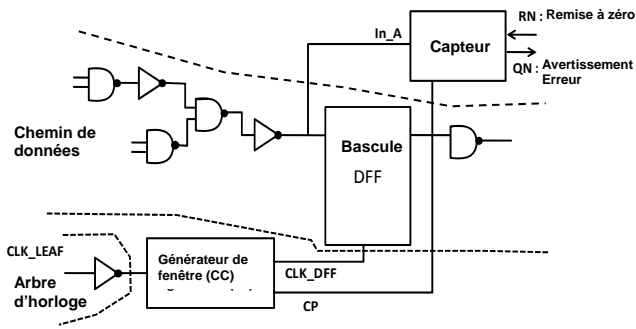 In_A
Capteur
RN : Remise à zéro
QN : Avertissement
Erreur
Chemin de
données
Bascule
DFF
CLK_LEAF
Arbre
d'horloge
Générateur de
fenêtre (CC)
CLK_DFF
CP